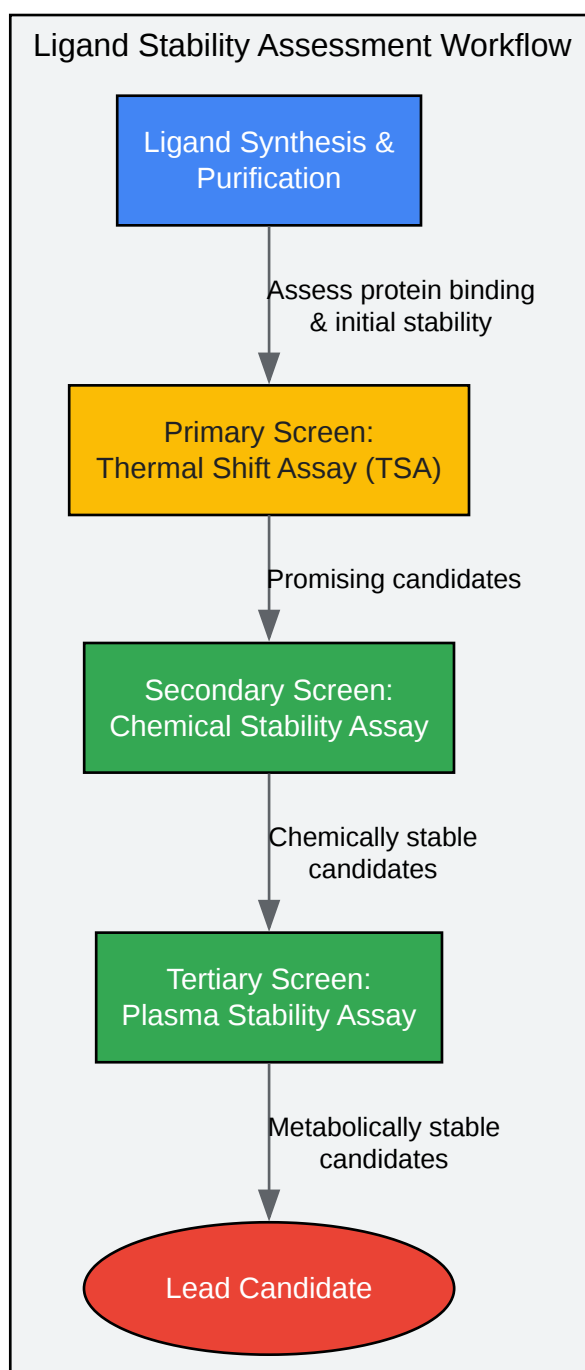 Ligand Stability Assessment Workflow
Ligand Synthesis &
Purification
Assess protein binding
& initial stability
Primary Screen:
Thermal Shift Assay (TSA)
Promising candidates
Secondary Screen:
Chemical Stability Assay
Chemically stable
candidates
Tertiary Screen:
Plasma Stability Assay
Metabolically stable
candidates
Lead Candidate